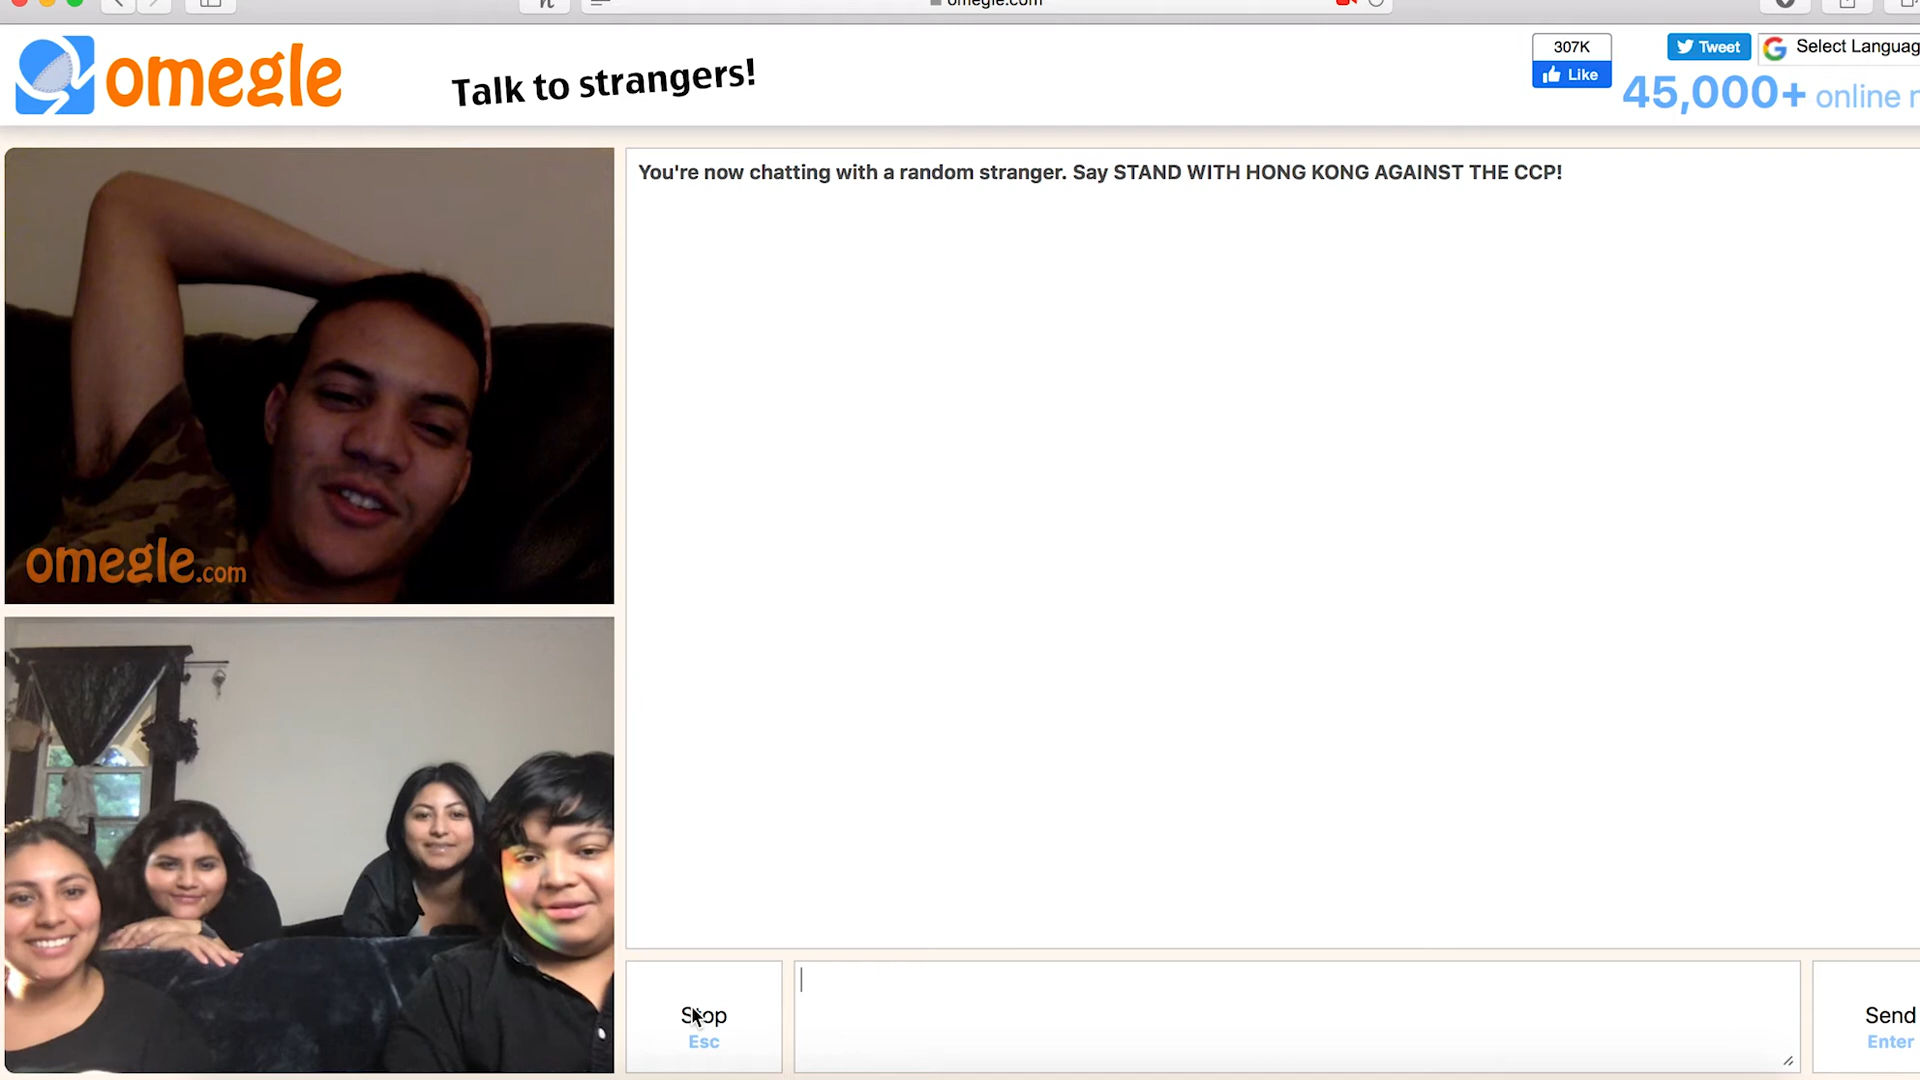 omegle.com
omegle
Talk to strangers!
307K
Like
Tweet
Select Languag
45,000+ online n
You're now chatting with a random stranger. Say STAND WITH HONG KONG AGAINST THE CCP!
omegle.com
Stop
Esc
Send
Enter